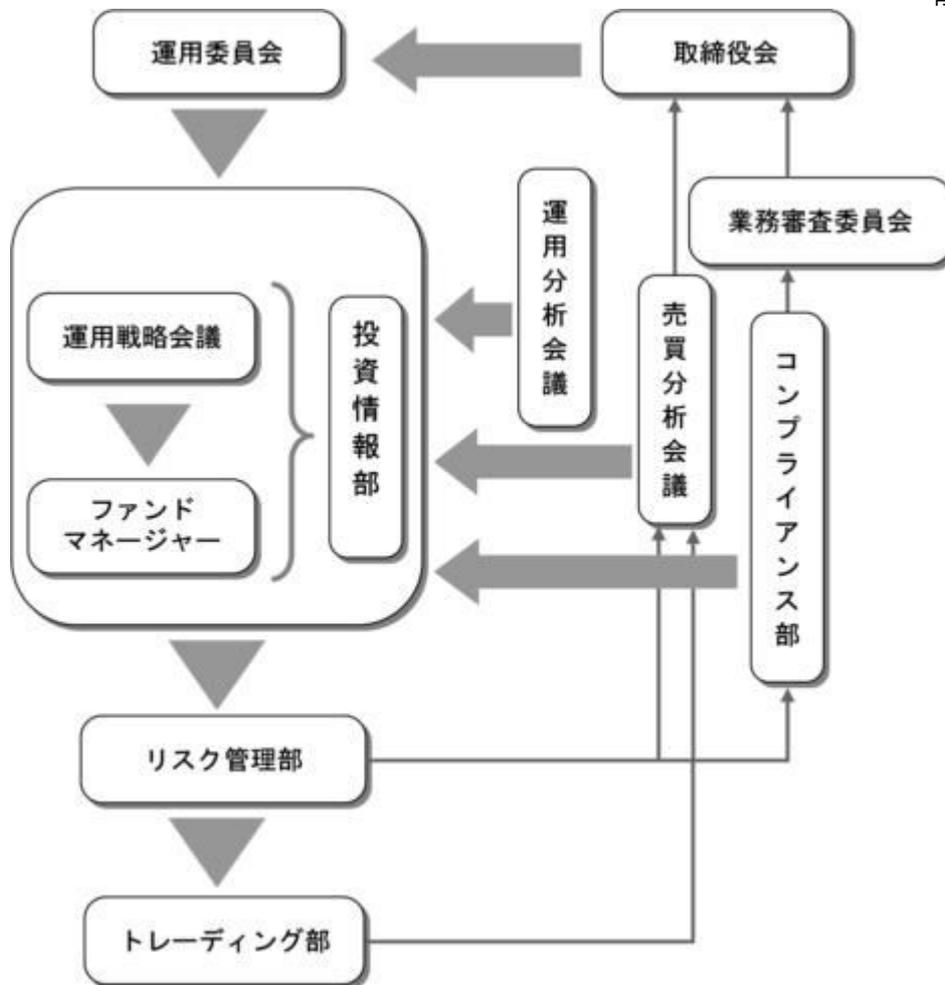 運用委員会
取締役会
運用分析会議
業務審査委員会
売買分析会議
コンプライアンス部
投資情報部
運用戦略会議
ファンド
マネージャー
リスク管理部
トレーディング部